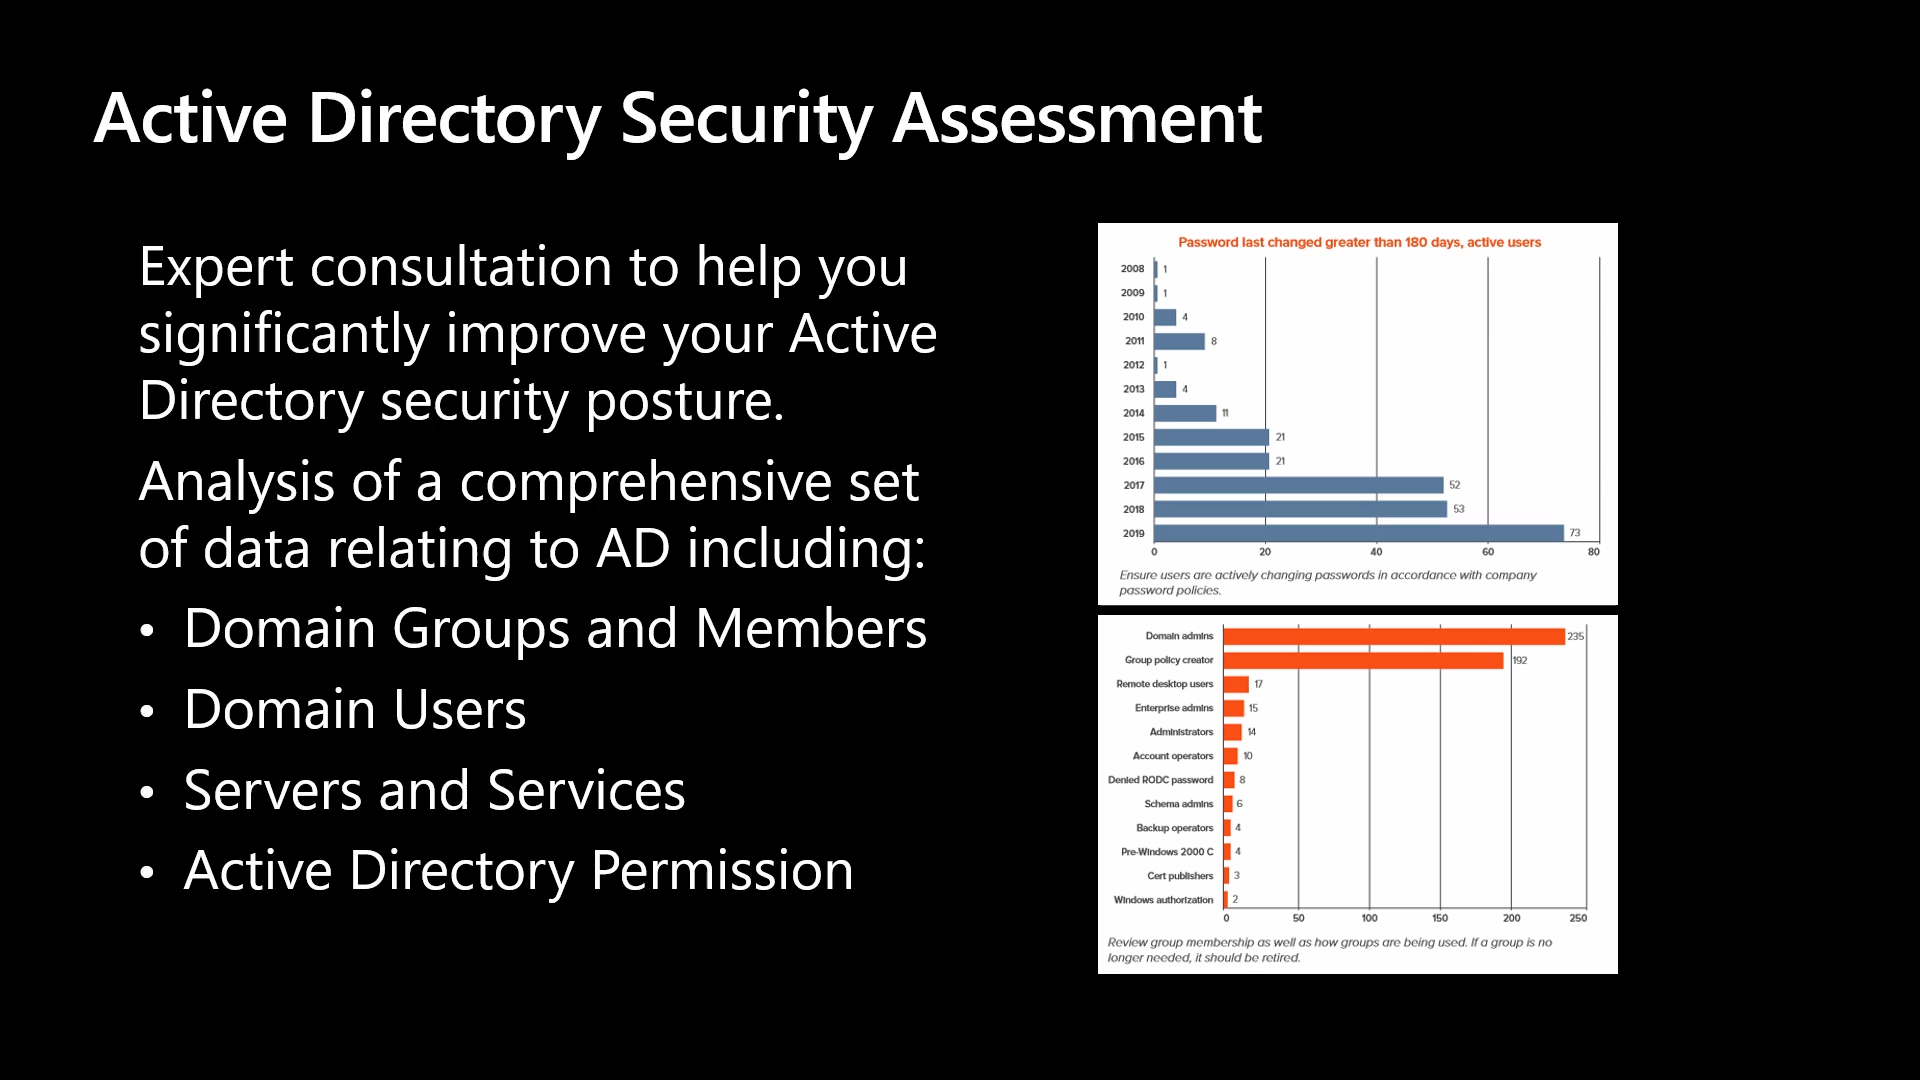 Active Directory Security Assessment
Expert consultation to help you
significantly improve your Active
Directory security posture.
Analysis of a comprehensive set
of data relating to AD including:
• Domain Groups and Members
• Domain Users
• Servers and Services
• Active Directory Permission
Password last changed greater than 180 days, active users
2008 1
2009 1
2010 4
2011 8
2012 1
2013 4
2014 11
2015 21
2016 21
2017 52
2018 53
2019 73
0 20 40 60 80
Ensure users are actively changing passwords in accordance with company
password policies.
Domain admins 235
Group policy creator 192
Remote desktop users 17
Enterprise admins 15
Administrators 14
Account operators 10
Denied RODC password 8
Schema admins 6
Backup operators 4
Pre-Windows 2000 C 4
Cert publishers 3
Windows authorization 2
0 50 100 150 200 250
Review group membership as well as how groups are being used. If a group is no
longer needed, it should be retired.